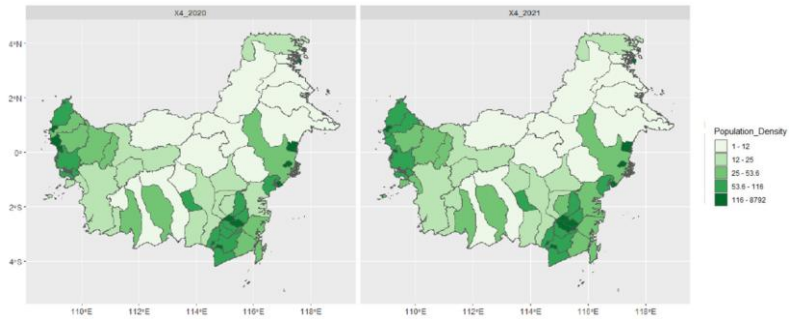 X4_2020
X4_2021
4°N
2°N
0°
2°S
4°S
110°E
112°E
114°E
116°E
118°E
110°E
112°E
114°E
116°E
118°E
Population_Density
1 - 12
12 - 25
25 - 53.6
53.6 - 116
116 - 8792